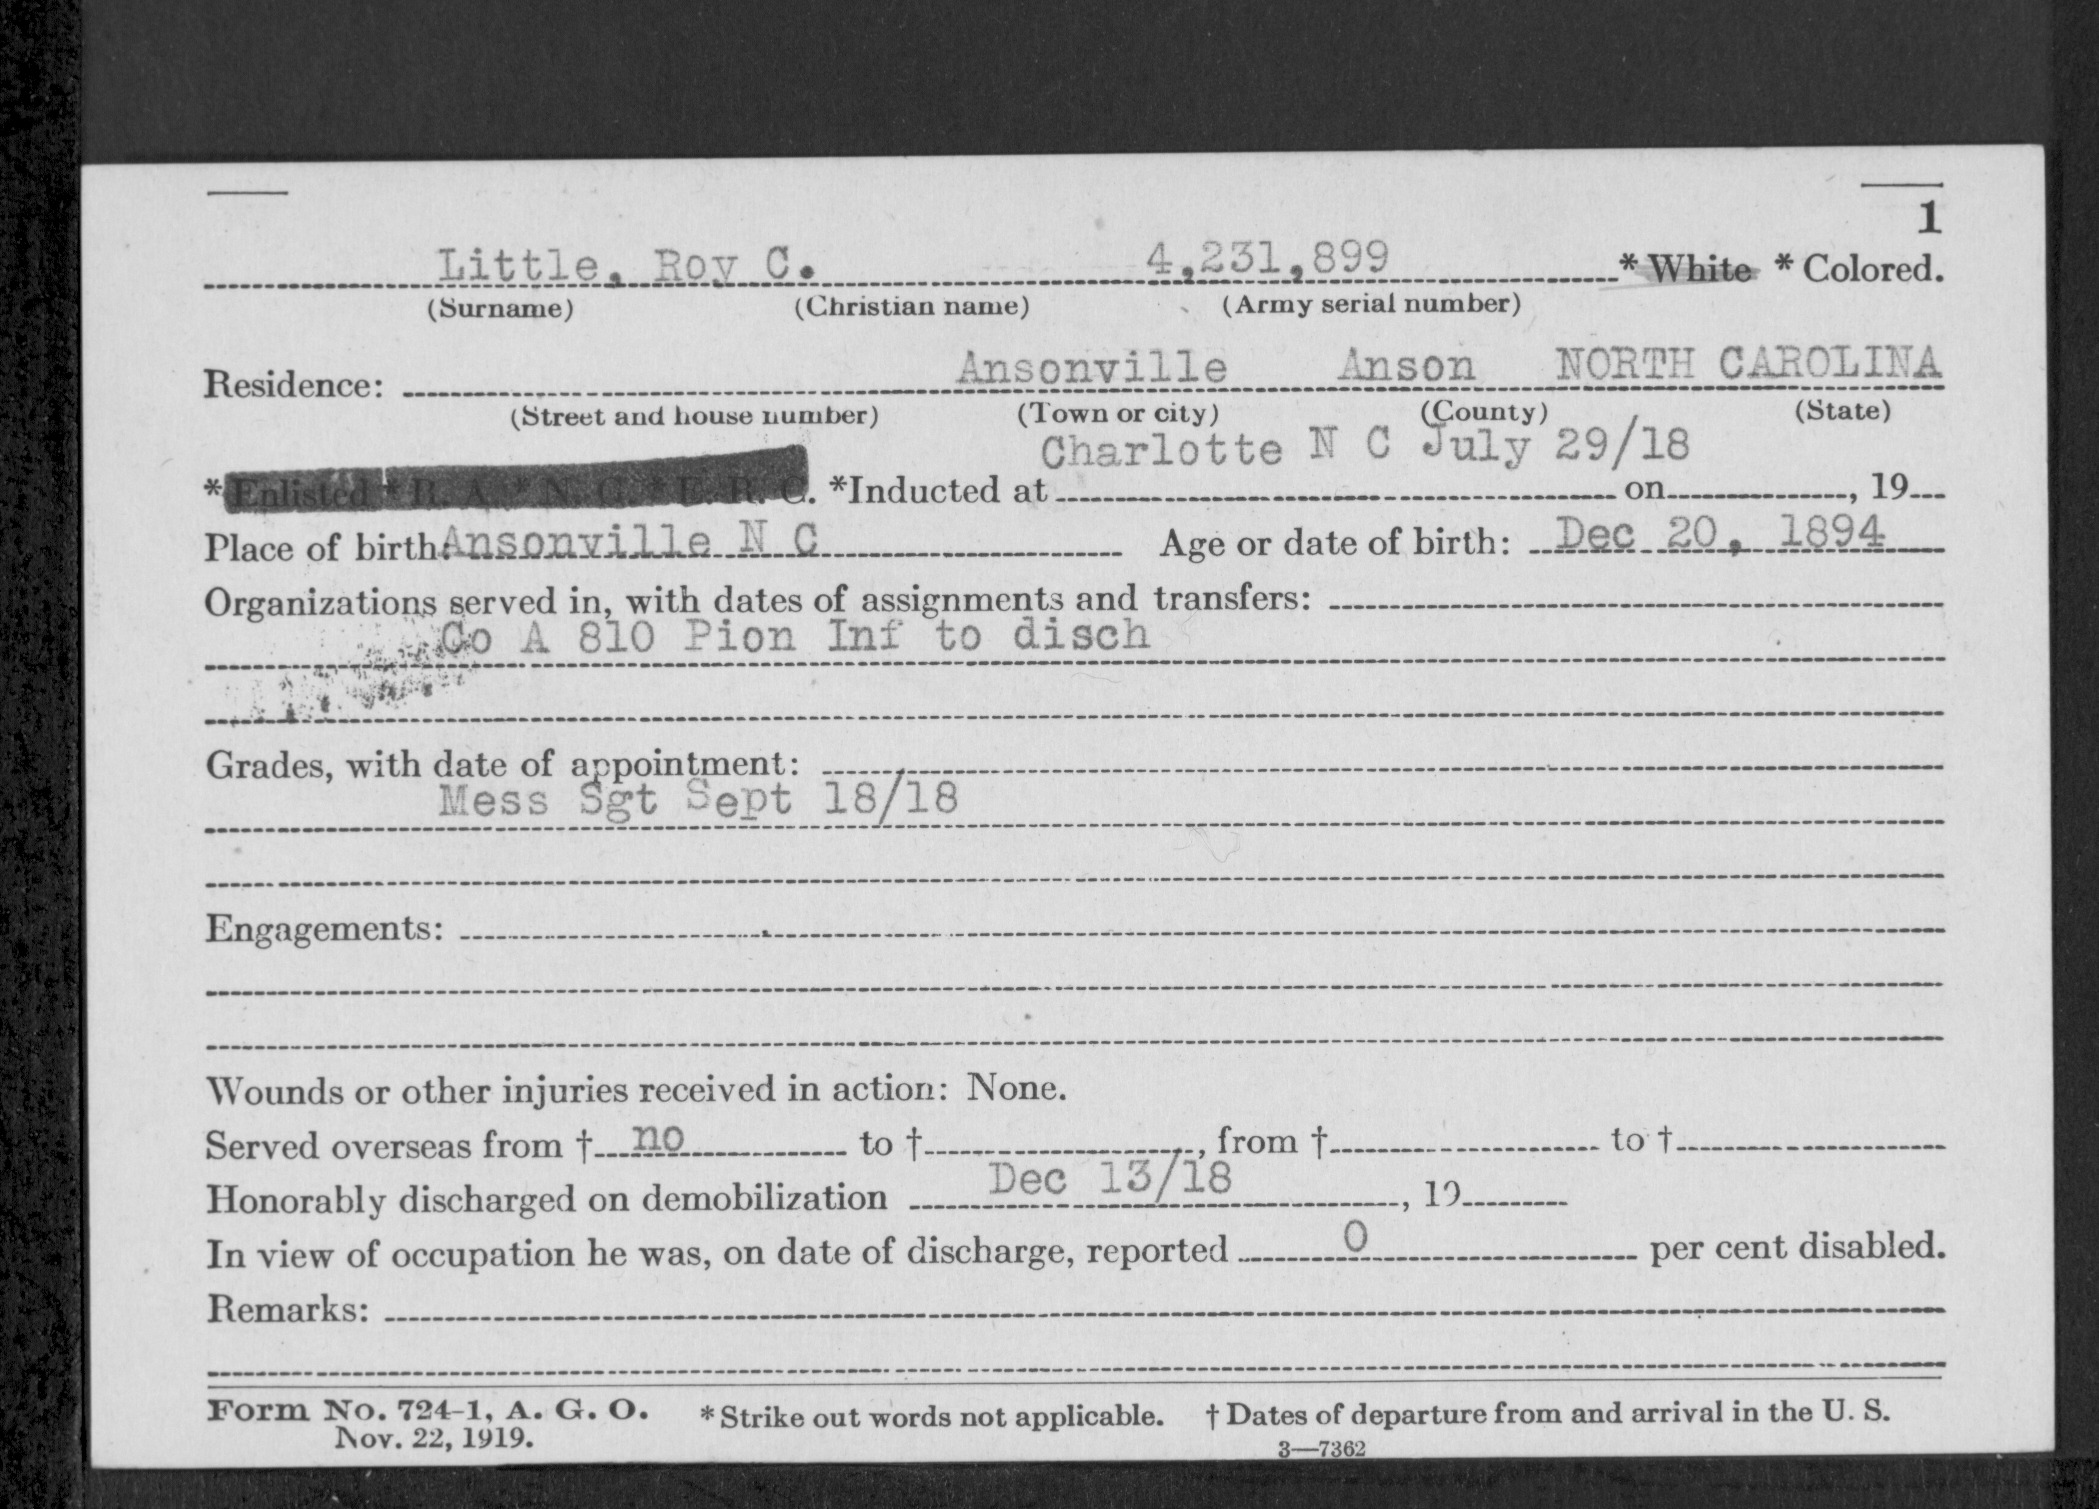 1
Little, Roy C. 4,231,899 * White * Colored.
(Surname) (Christian name) (Army serial number)
Residence: Ansonville Anson NORTH CAROLINA
(Street and house number) (Town or city) (County) (State)
Charlotte N C July 29/18
* Enlisted * R. A. * N. G. * E. R. C. *Inducted at on , 19
Place of birth: Ansonville N C Age or date of birth: Dec 20, 1894
Organizations served in, with dates of assignments and transfers:
Co A 810 Pion Inf to disch
Grades, with date of appointment:
Mess Sgt Sept 18/18
Engagements:
Wounds or other injuries received in action: None.
Served overseas from † no to † , from † to †
Honorably discharged on demobilization Dec 13/18 , 19
In view of occupation he was, on date of discharge, reported 0 per cent disabled.
Remarks:
Form No. 724-1, A. G. O. * Strike out words not applicable. † Dates of departure from and arrival in the U. S.
Nov. 22, 1919.
3—7362